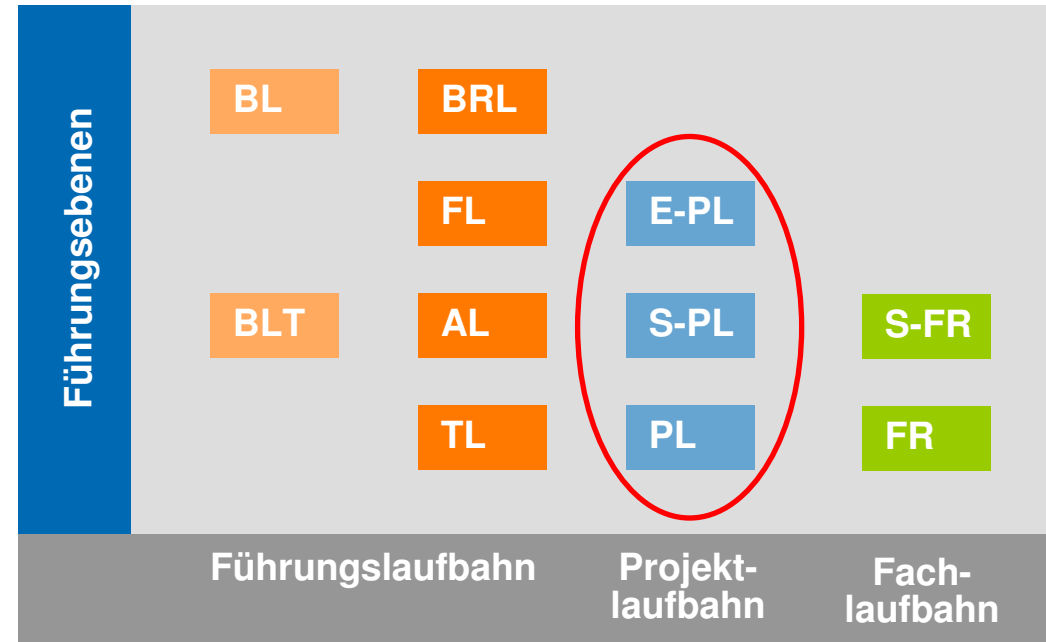 Führungsebenen
BL BRL
FL E-PL
BLT AL S-PL S-FR
TL PL FR
Führungslaufbahn
Projekt-
laufbahn
Fach-
laufbahn